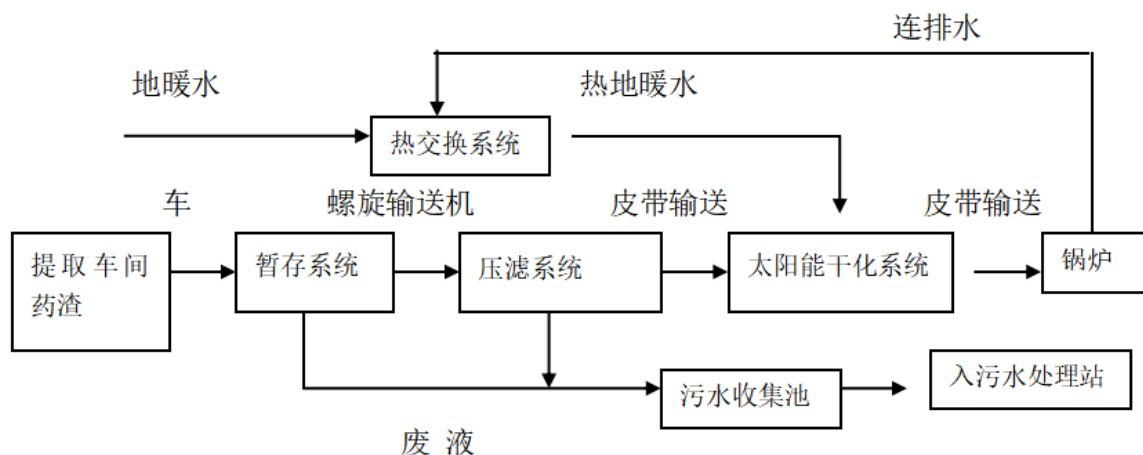 连排水
地暖水
热地暖水
热交换系统
车
螺旋输送机
皮带输送
皮带输送
提取车间
药渣
暂存系统
压滤系统
太阳能干化系统
锅炉
污水收集池
入污水处理站
废 液